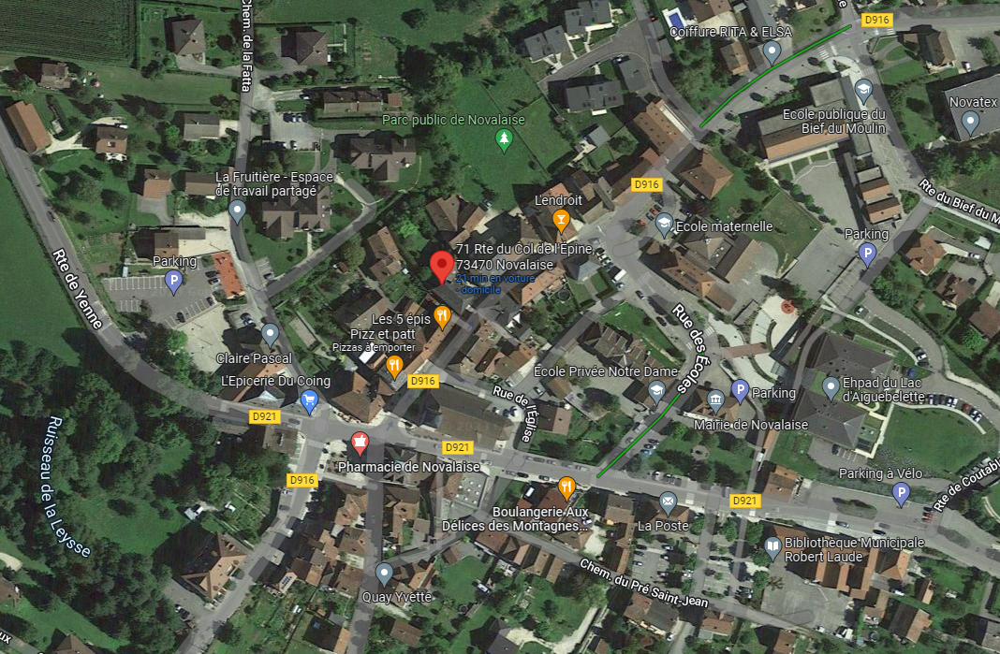 Chem. de la Fatta
D916
Coiffure RITA & ELSA
Ecole publique du
Bief du Moulin
Novatex
Parc public de Novalaise
La Fruitière - Espace
de travail partagé
D916
Lendroit
Rte du Bief du M
Ecole maternelle
Parking
Parking
71 Rte du Col de l'Épine,
73470 Novalaise
21 min en voiture
- domicile
Rte de Yenne
Les 5 épis
Pizz et patt
Pizzas à emporter
Claire Pascal
Rue des Écoles
L'Epicerie Du Coing
D916
École Privée Notre Dame
Parking
Ehpad du Lac
d'Aiguebelette
Rue de l'Église
D921
Mairie de Novalaise
Ruisseau de la Leysse
Pharmacie de Novalaise
D921
D916
Parking à Vélo
Rte de Coutab
D921
Boulangerie Aux
Délices des Montagnes...
La Poste
Bibliothèque Municipale
Robert Laude
Chem. du Pré Saint-Jean
Quay Yvette